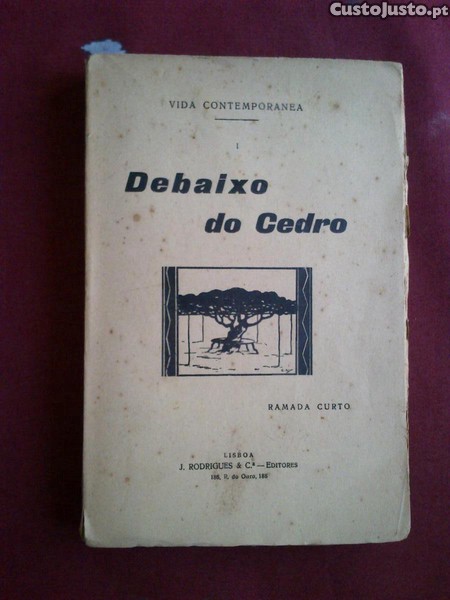 CustoJusto.pt
VIDA CONTEMPORANEA
I
Debaixo
do Cedro
RAMADA CURTO
LISBOA
J. RODRIGUES & C.ª — EDITORES
186, R. do Ouro, 188